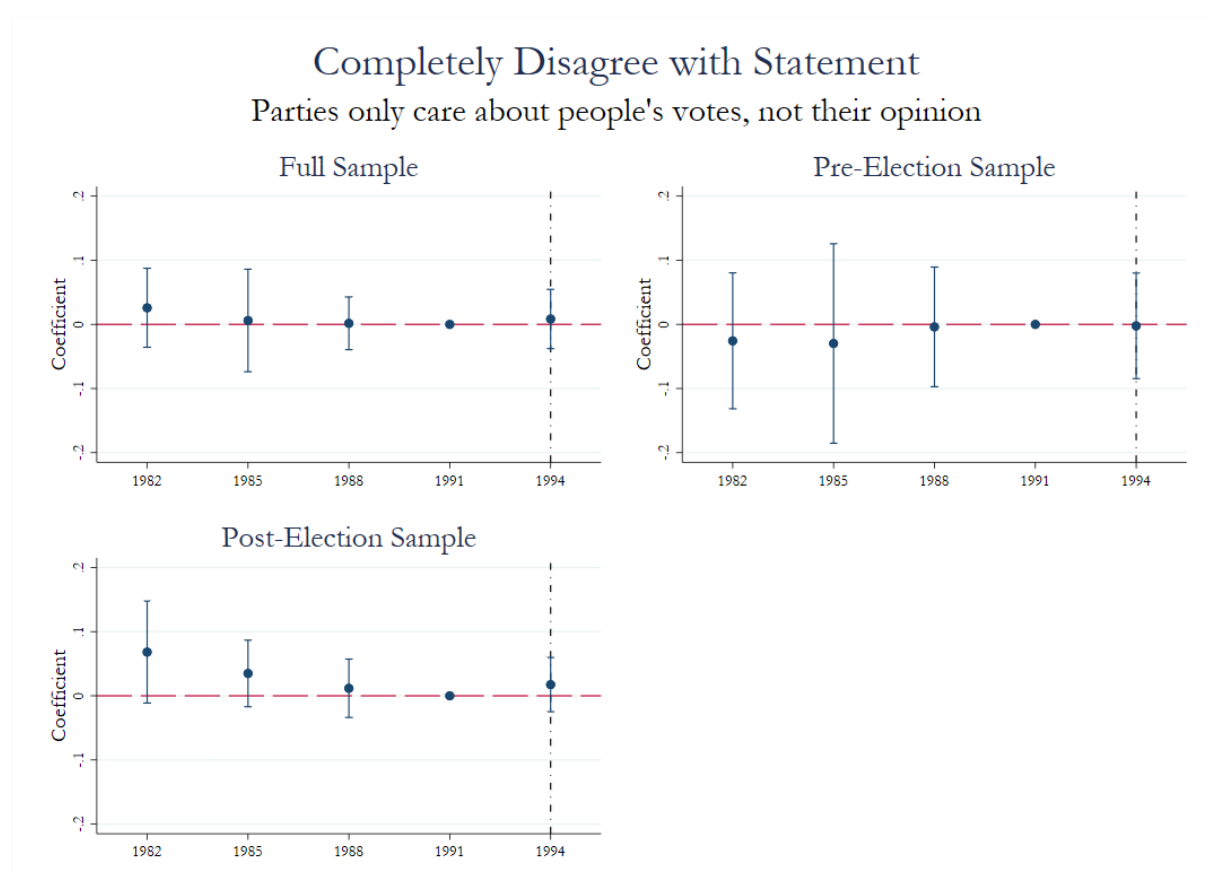 Completely Disagree with Statement
Parties only care about people's votes, not their opinion
Full Sample
Coefficient
.2
.1
0
-.1
-.2
1982 1985 1988 1991 1994
Pre-Election Sample
Coefficient
.2
.1
0
-.1
-.2
1982 1985 1988 1991 1994
Post-Election Sample
Coefficient
.2
.1
0
-.1
-.2
1982 1985 1988 1991 1994